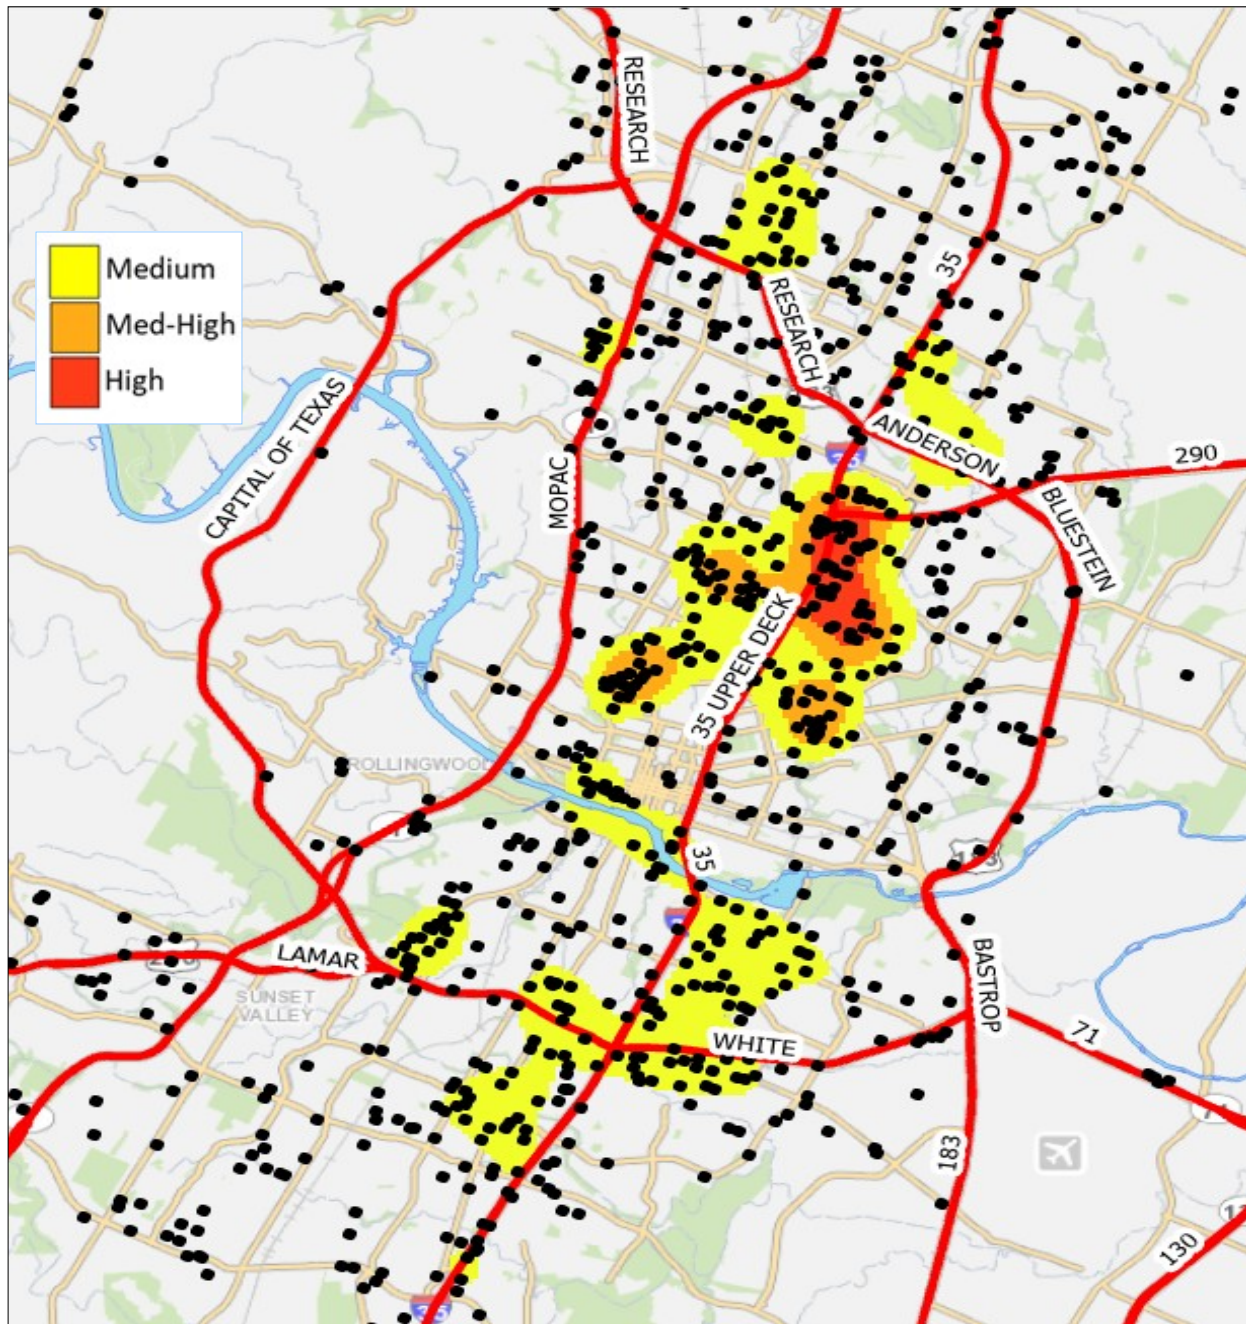 RESEARCH
Medium
Med-High
High
35
RESEARCH
CAPITAL OF TEXAS
ANDERSON
290
MOPAC
BLUESTEIN
35 UPPER DECK
ROLLINGWOO
35
LAMAR
SUNSET
VALLEY
BASTROP
WHITE
71
183
130